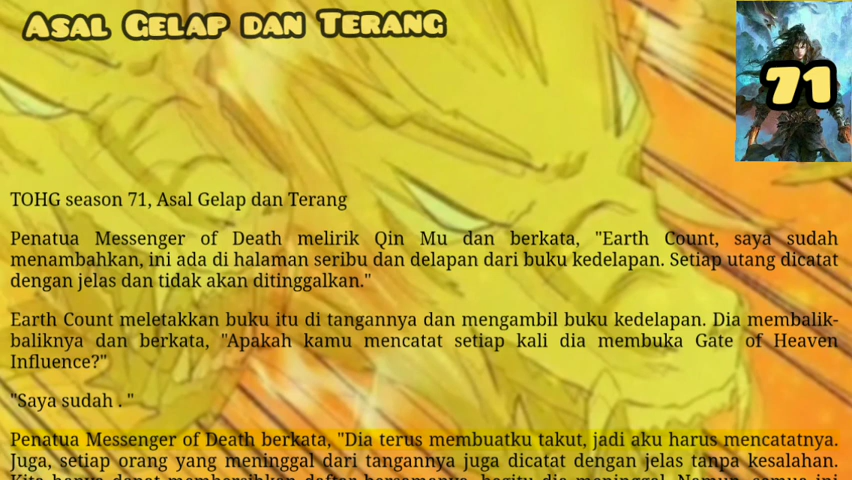 Asal Gelap dan Terang
71
TOHG season 71, Asal Gelap dan Terang
Penatua Messenger of Death melirik Qin Mu dan berkata, "Earth Count, saya sudah
menambahkan, ini ada di halaman seribu dan delapan dari buku kedelapan. Setiap utang dicatat
dengan jelas dan tidak akan ditinggalkan."
Earth Count meletakkan buku itu di tangannya dan mengambil buku kedelapan. Dia membalik-
baliknya dan berkata, "Apakah kamu mencatat setiap kali dia membuka Gate of Heaven
Influence?"
"Saya sudah . "
Penatua Messenger of Death berkata, "Dia terus membuatku takut, jadi aku harus mencatatnya.
Juga, setiap orang yang meninggal dari tangannya juga dicatat dengan jelas tanpa kesalahan.